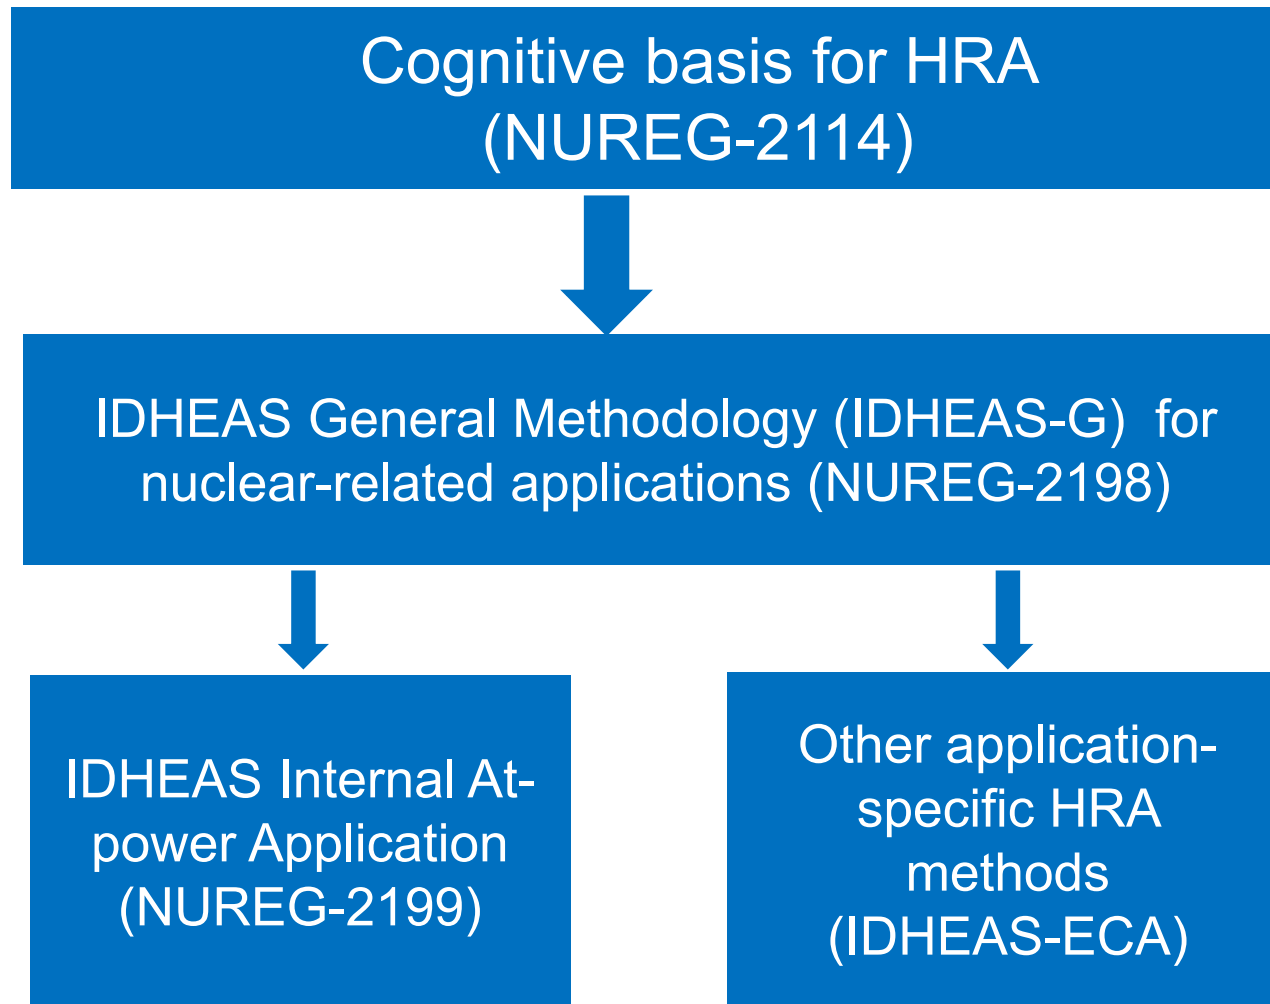 Cognitive basis for HRA
(NUREG-2114)
IDHEAS General Methodology (IDHEAS-G)  for
nuclear-related applications (NUREG-2198)
IDHEAS Internal At-
power Application
(NUREG-2199)
Other application-
specific HRA
methods
(IDHEAS-ECA)